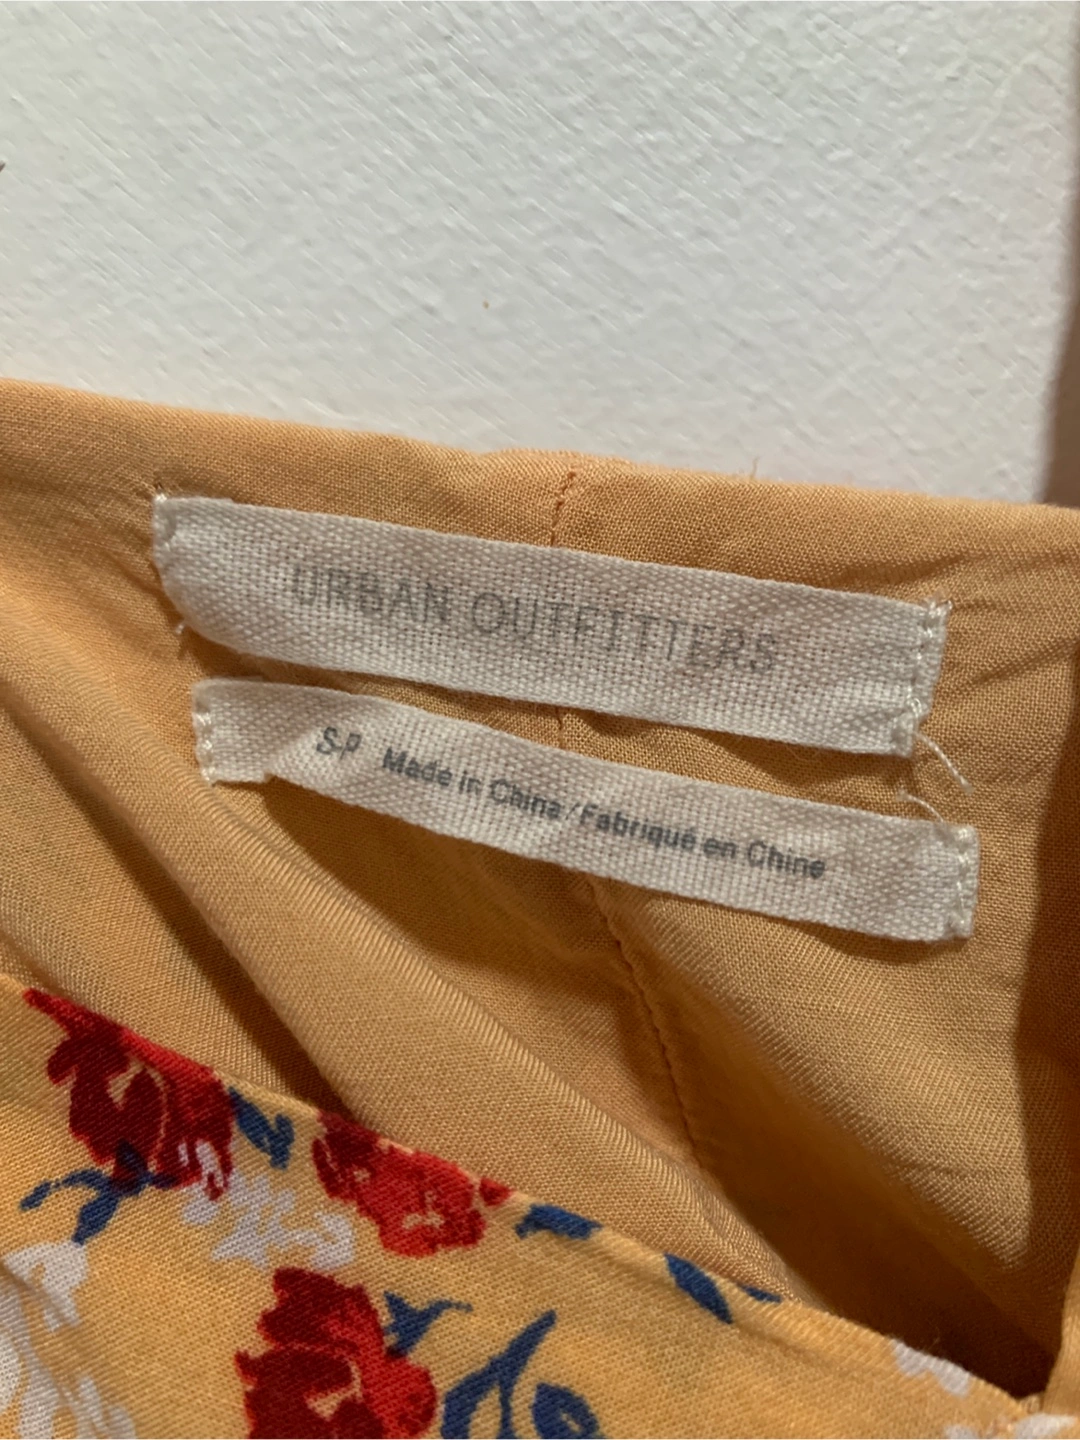 URBAN OUTFITTERS
S.P Made in China/Fabriqué en Chine